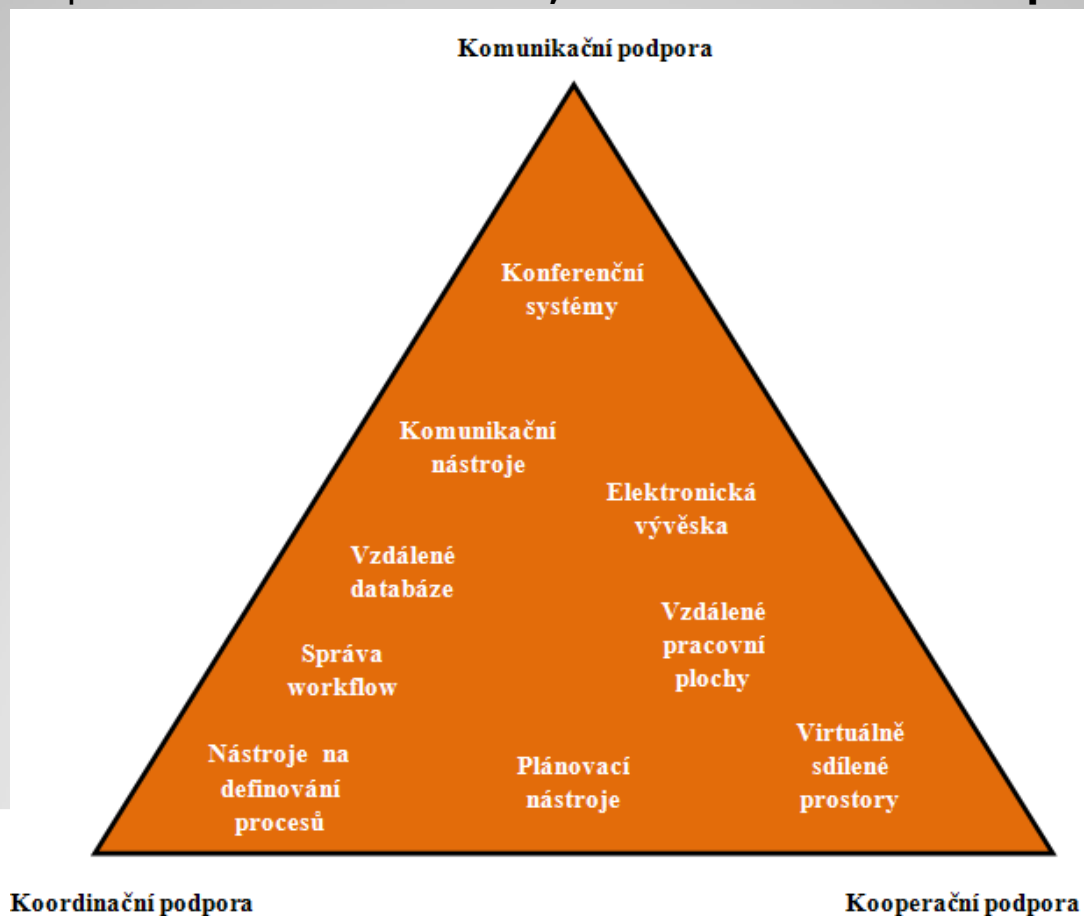 Komunikační podpora
Konferenční
systémy
Komunikační
nástroje
Elektronická
vývěska
Vzdálené
databáze
Vzdálené
pracovní
plochy
Správa
workflow
Nástroje na
definování
procesů
Plánovací
nástroje
Virtuálně
sdílené
prostory
Koordinační podpora
Kooperační podpora